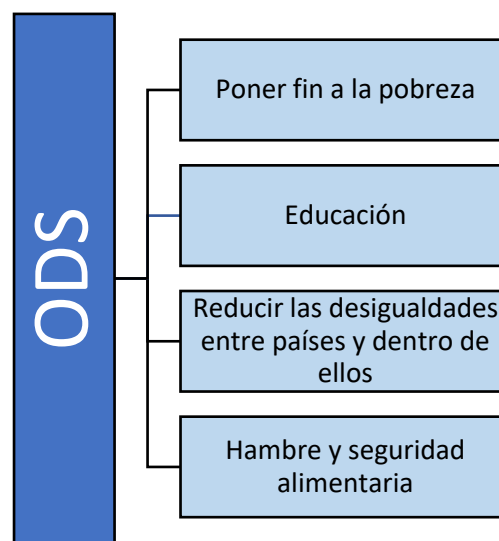 ODS
Poner fin a la pobreza
Educación
Reducir las desigualdades
entre países y dentro de
ellos
Hambre y seguridad
alimentaria